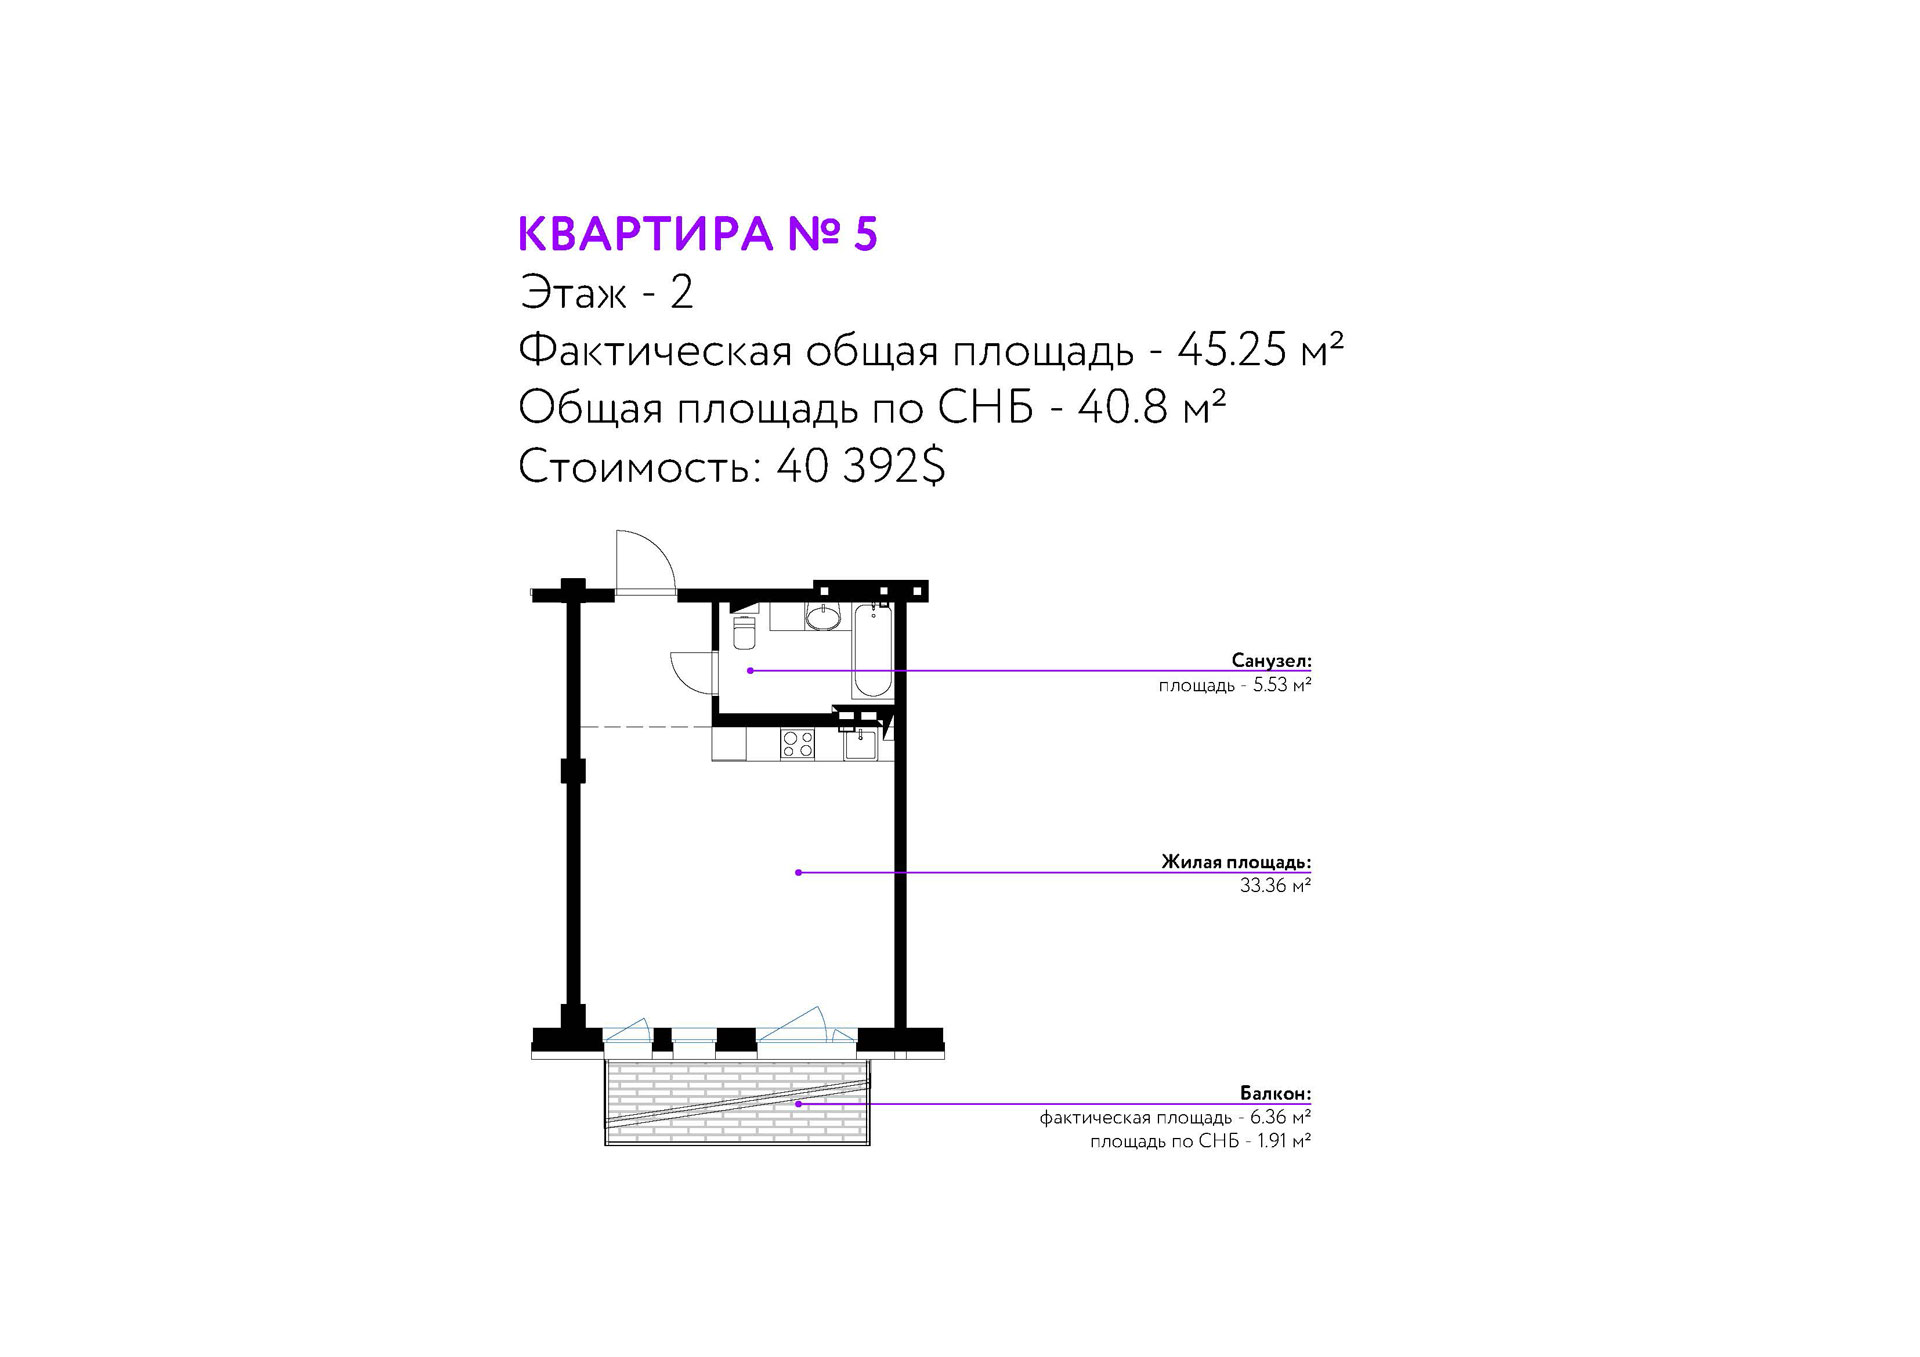 КВАРТИРА № 5
Этаж - 2
Фактическая общая площадь - 45.25 м²
Общая площадь по СНБ - 40.8 м²
Стоимость: 40 392$
Санузел:
площадь - 5.53 м²
Жилая площадь:
33.36 м²
Балкон:
фактическая площадь - 6.36 м²
площадь по СНБ - 1.91 м²